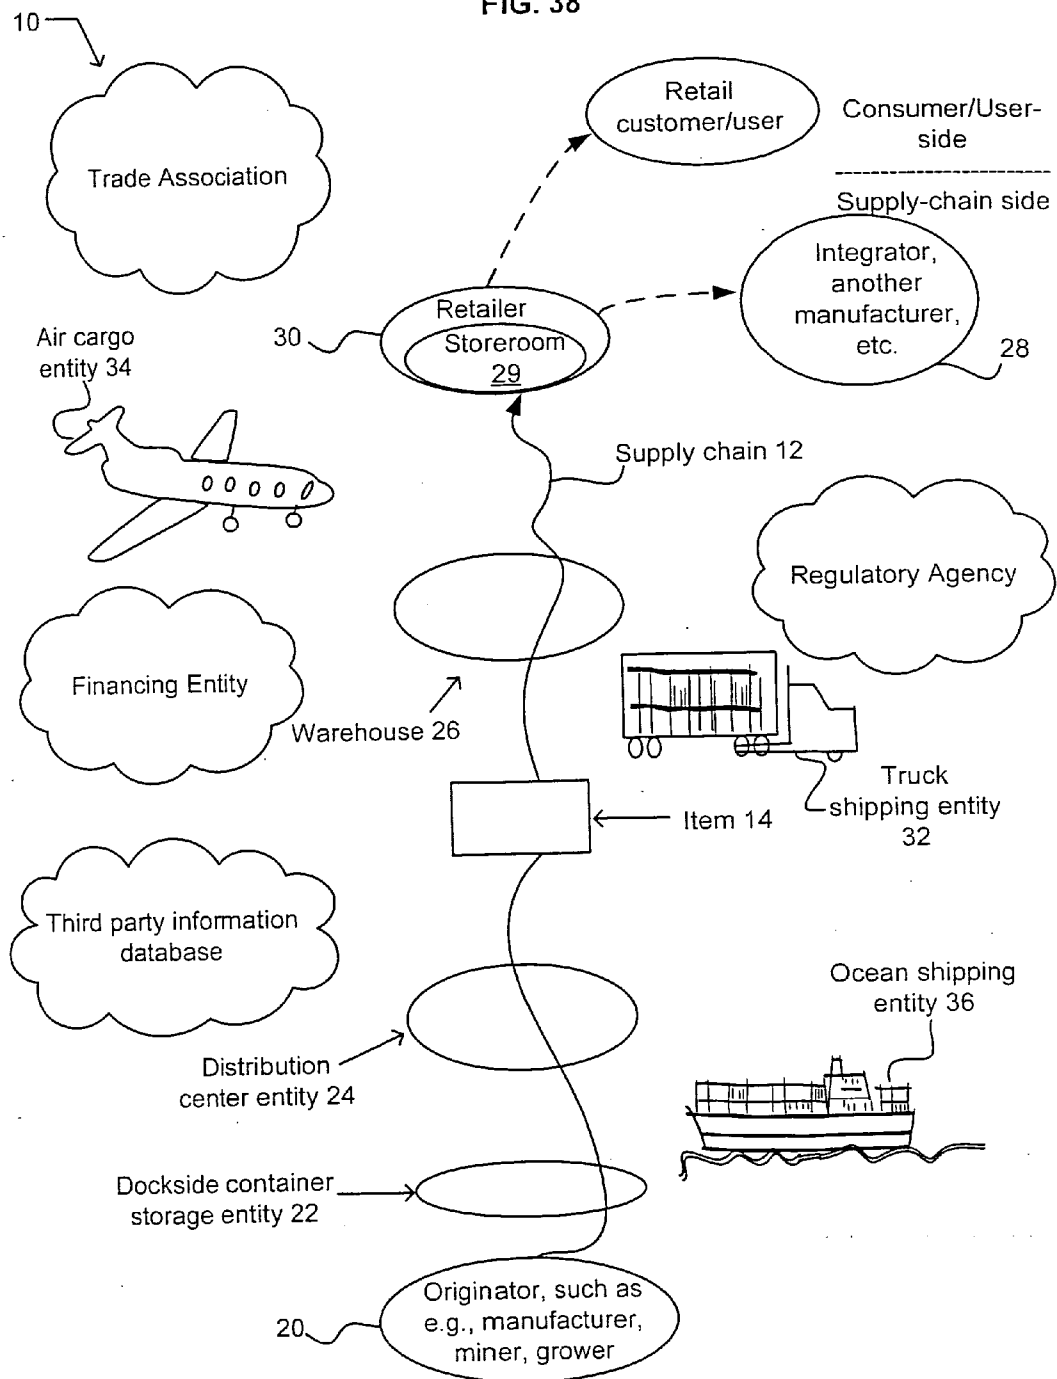 FIG. 38
10
Trade Association
Retail
customer/user
Consumer/User-
side
Supply-chain side
Integrator,
another
manufacturer,
etc.
28
Retailer
Storeroom
29
30
Air cargo
entity 34
Supply chain 12
Regulatory Agency
Financing Entity
Warehouse 26
Truck
shipping entity
32
Item 14
Third party information
database
Ocean shipping
entity 36
Distribution
center entity 24
Dockside container
storage entity 22
Originator, such as
e.g., manufacturer,
miner, grower
20